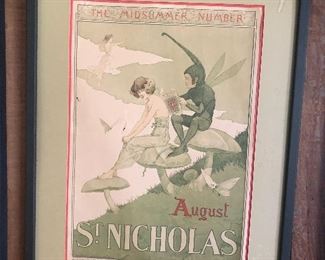 THE MIDSUMMER NUMBER
August
ST NICHOLAS